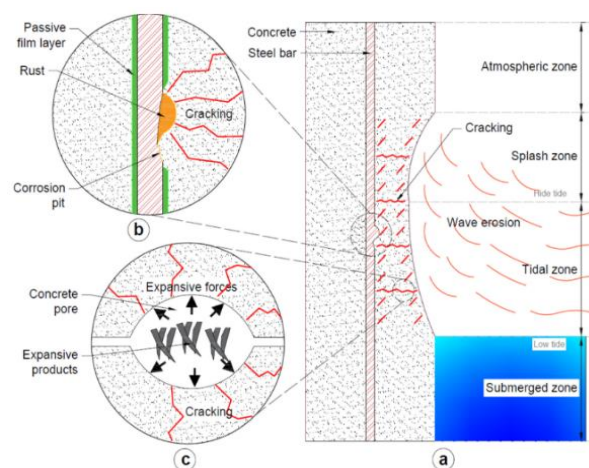 Passive
film layer
Rust
Cracking
Corrosion
pit
b
Expansive forces
Concrete
pore
Expansive
products
Cracking
c
Concrete
Steel bar
Atmospheric zone
Cracking
Splash zone
Hide tide
Wave erosion
Tidal zone
Low tide
Submerged zone
a